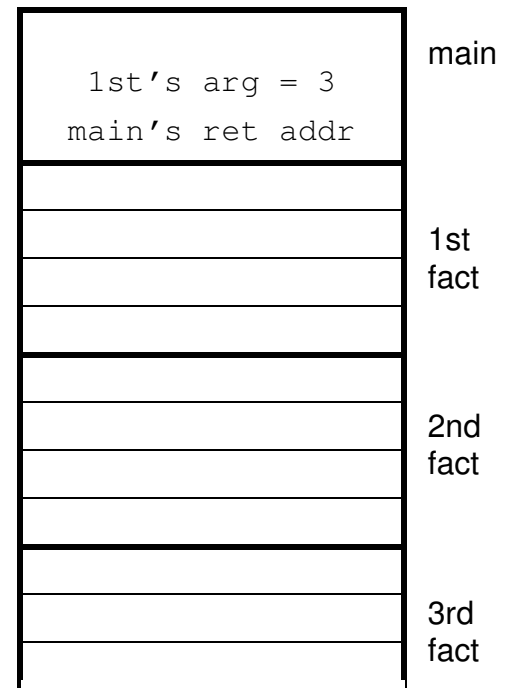 main
1st's arg = 3
main's ret addr
1st
fact
2nd
fact
3rd
fact